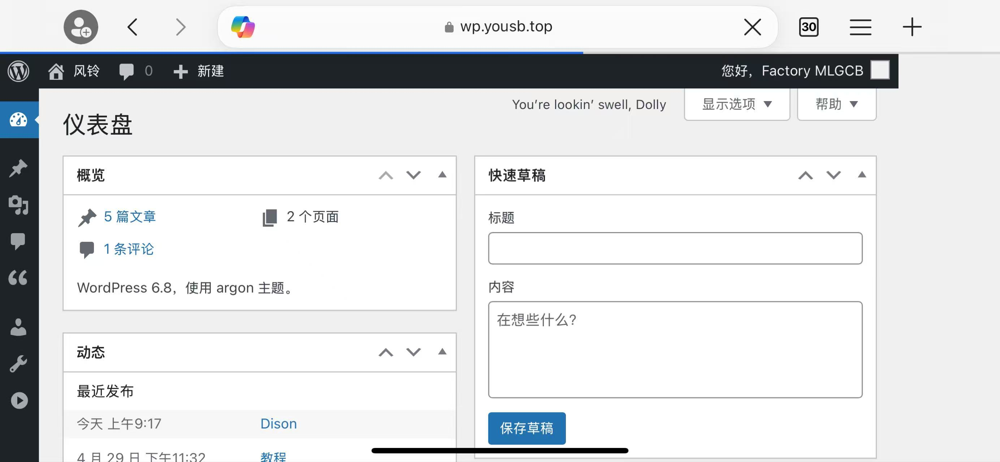 wp.yousb.top
30
风铃 0 新建 您好，Factory MLGCB
You’re lookin’ swell, Dolly 显示选项 帮助
仪表盘
概览
5 篇文章 2 个页面
1 条评论
WordPress 6.8，使用 argon 主题。
动态
最近发布
今天 上午9:17 Dison
4 月 29 日 下午11:32 教程
快速草稿
标题
内容
在想些什么？
保存草稿